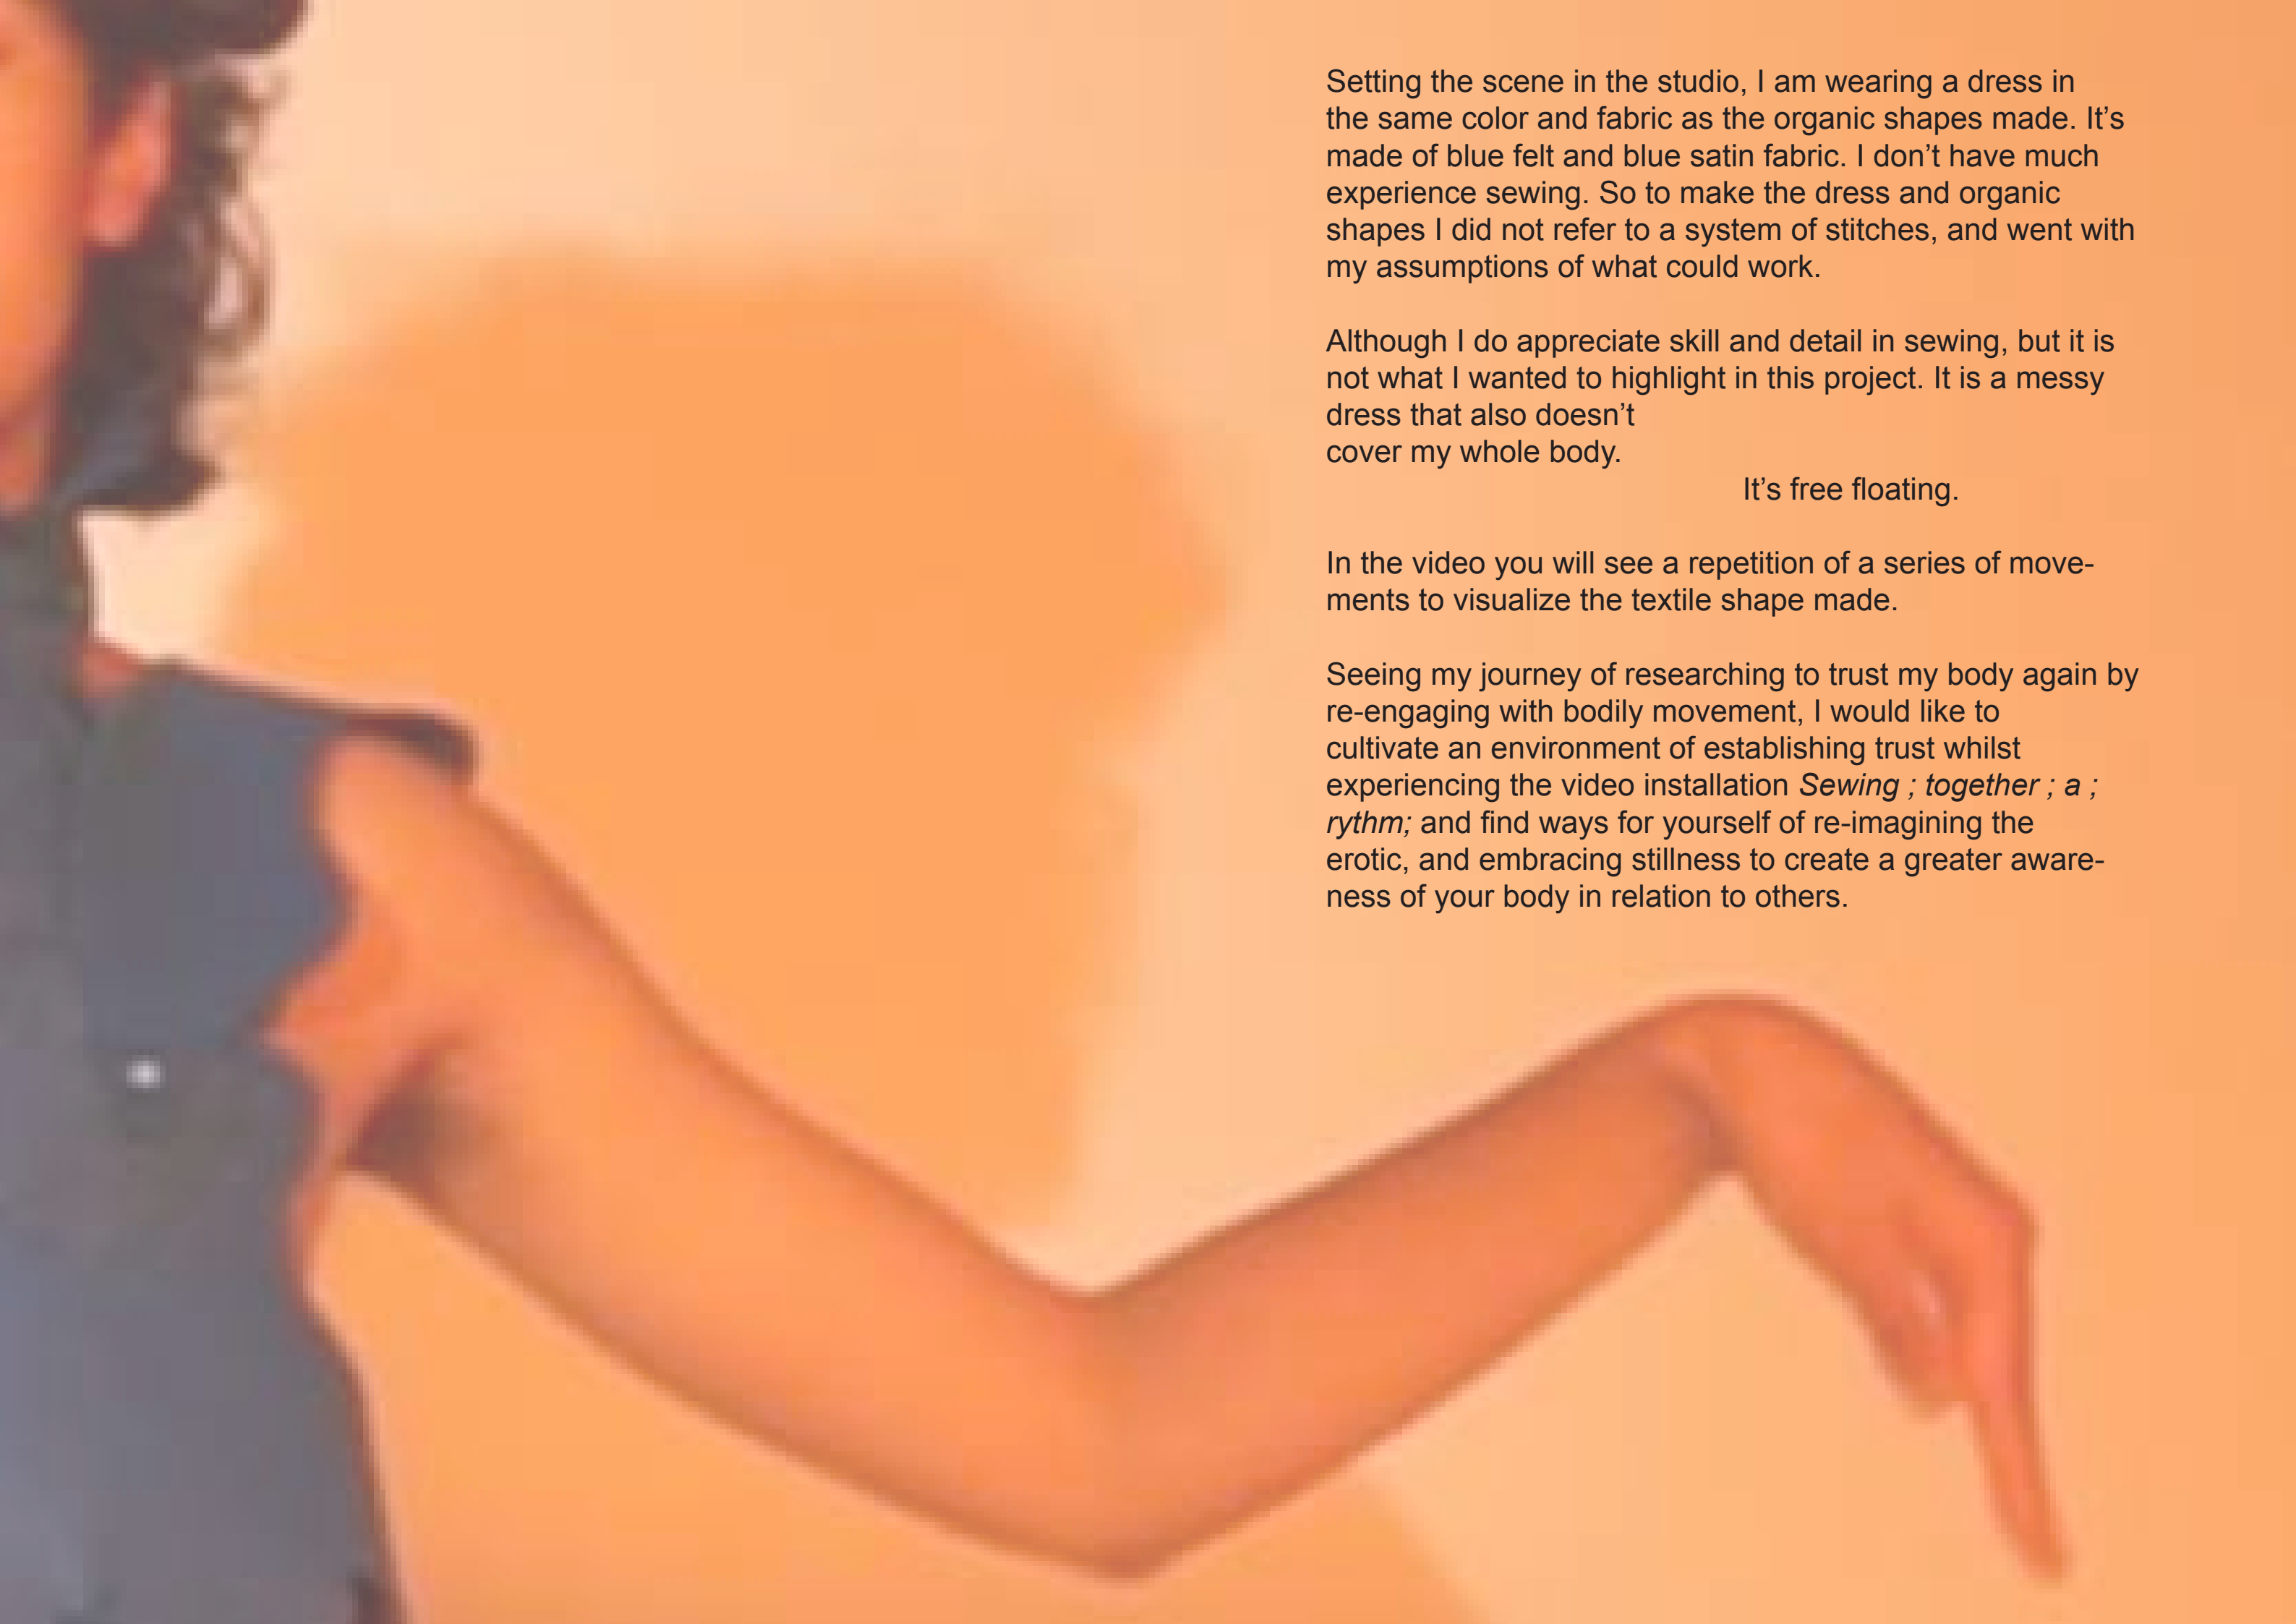 Setting the scene in the studio, I am wearing a dress in
the same color and fabric as the organic shapes made. It’s
made of blue felt and blue satin fabric. I don’t have much
experience sewing. So to make the dress and organic
shapes I did not refer to a system of stitches, and went with
my assumptions of what could work.
Although I do appreciate skill and detail in sewing, but it is
not what I wanted to highlight in this project. It is a messy
dress that also doesn’t
cover my whole body.
It’s free floating.
In the video you will see a repetition of a series of move-
ments to visualize the textile shape made.
Seeing my journey of researching to trust my body again by
re-engaging with bodily movement, I would like to
cultivate an environment of establishing trust whilst
experiencing the video installation Sewing ; together ; a ;
rythm; and find ways for yourself of re-imagining the
erotic, and embracing stillness to create a greater aware-
ness of your body in relation to others.